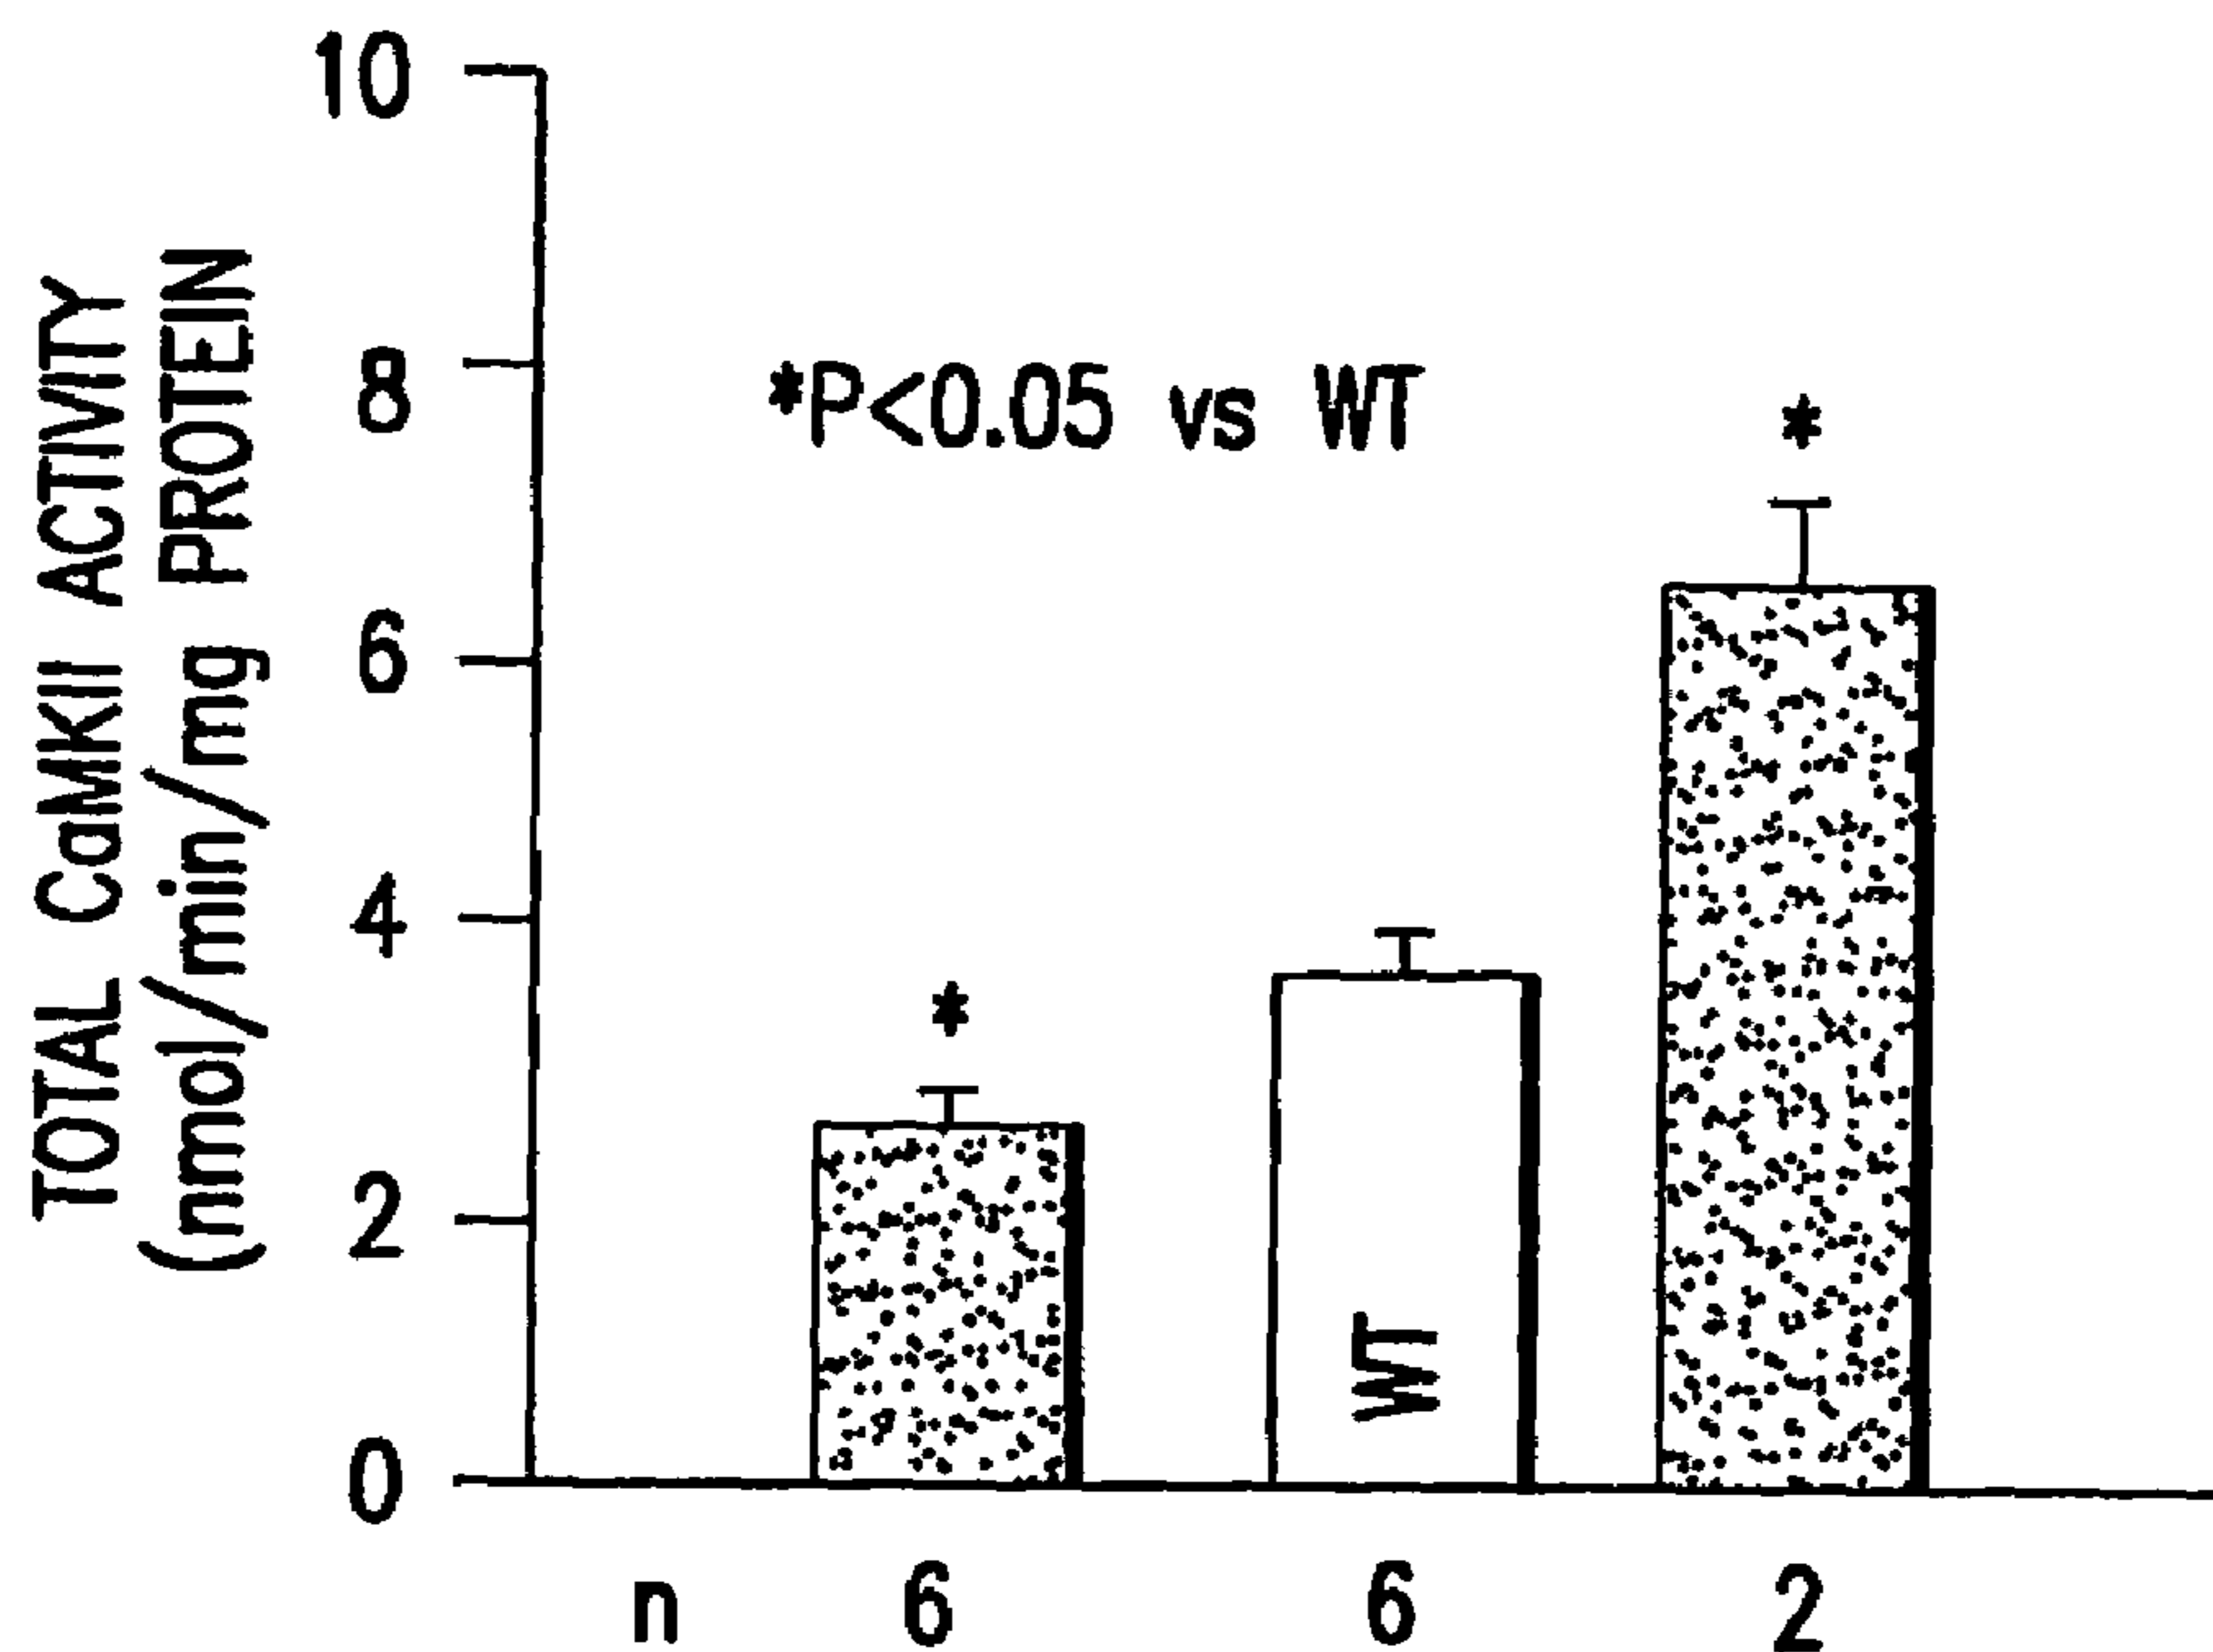 TOTAL CaMKII ACTIVITY
(nmol/min/mg PROTEIN
10
8
6
4
2
0
*P<0.05 vs WT
*
*
WT
n 6 6 2